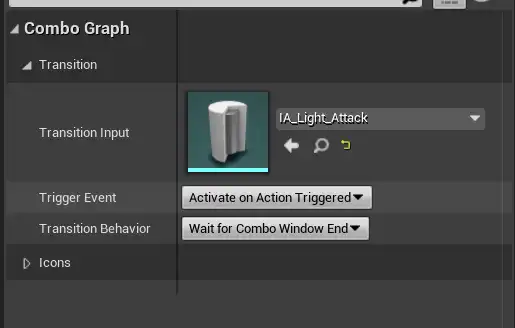 Combo Graph
Transition
Transition Input
IA_Light_Attack
Trigger Event
Activate on Action Triggered
Transition Behavior
Wait for Combo Window End
Icons